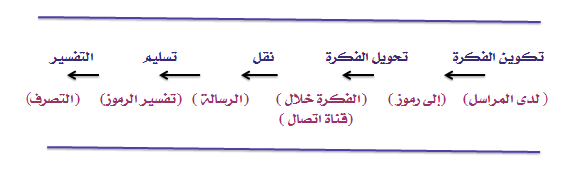 تكوين الفكرة تحويل الفكرة نقل تسليم التفسير
( لدى المراسل) (إلى رموز) (الفكرة خلال ) (الرسالة ) (تفسير الرموز) (التصرف)
(قناة اتصال )